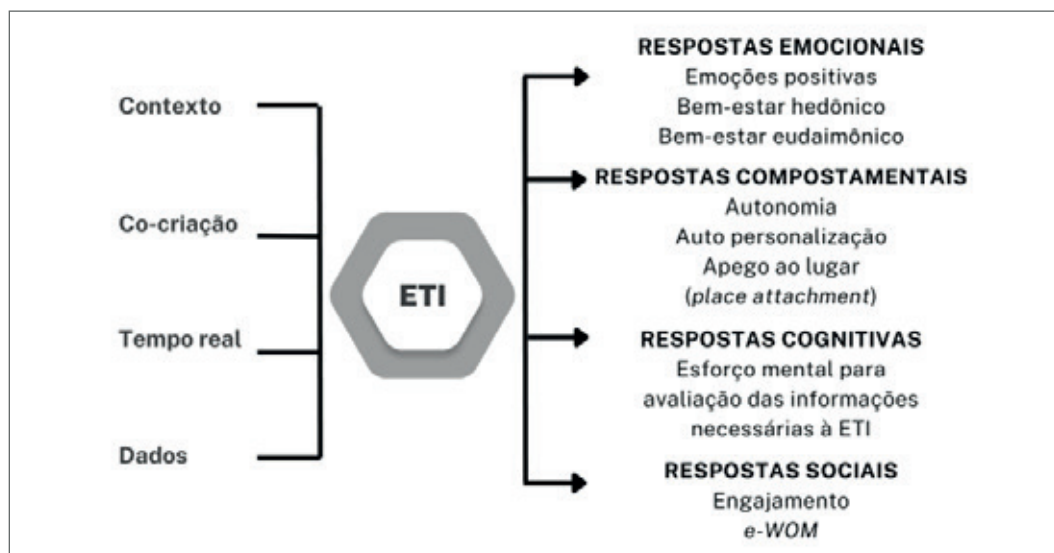 Contexto
Co-criação
Tempo real
Dados
ETI
RESPOSTAS EMOCIONAIS
Emoções positivas
Bem-estar hedônico
Bem-estar eudaimônico
RESPOSTAS COMPOSTAMENTAIS
Autonomia
Auto personalização
Apego ao lugar
(place attachment)
RESPOSTAS COGNITIVAS
Esforço mental para
avaliação das informações
necessárias à ETI
RESPOSTAS SOCIAIS
Engajamento
e-WOM